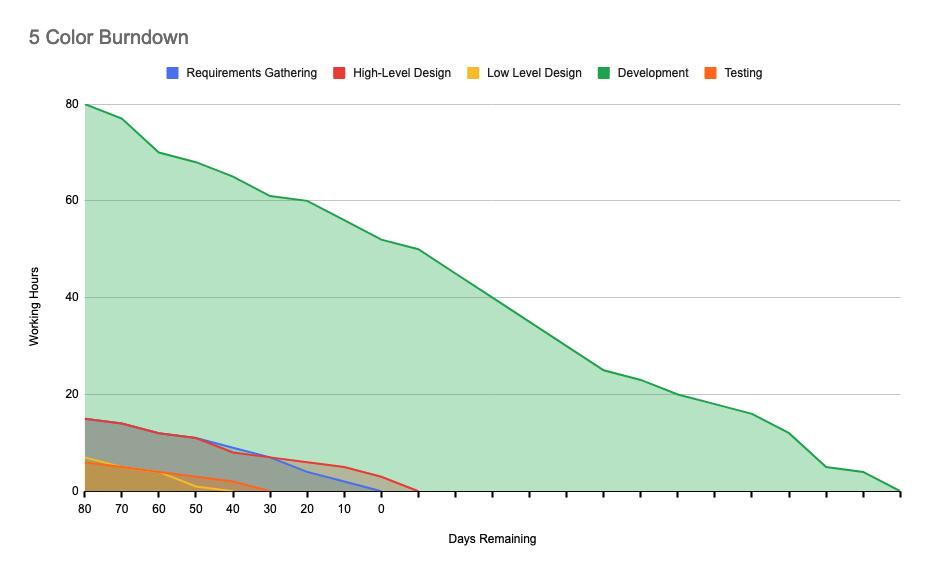 5 Color Burndown
Requirements Gathering High-Level Design Low Level Design Development Testing
80
60
40
20
0
Working Hours
80 70 60 50 40 30 20 10 0
Days Remaining